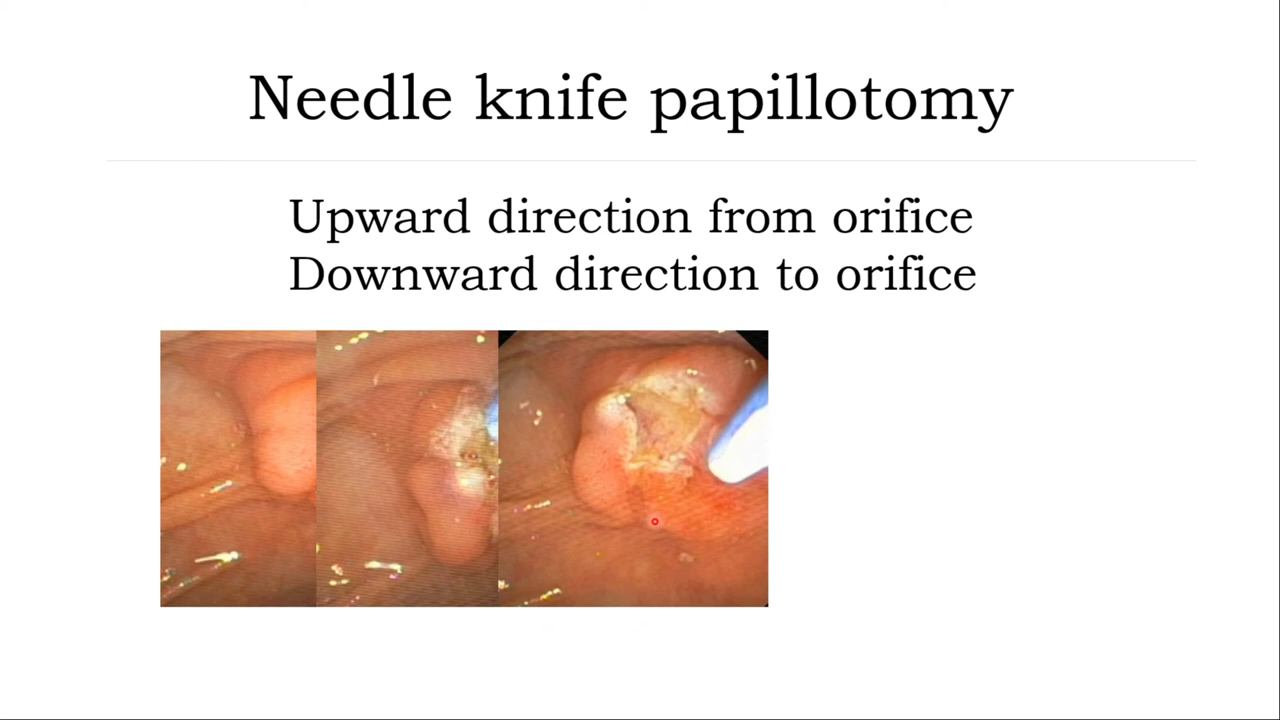 Needle knife papillotomy
Upward direction from orifice
Downward direction to orifice